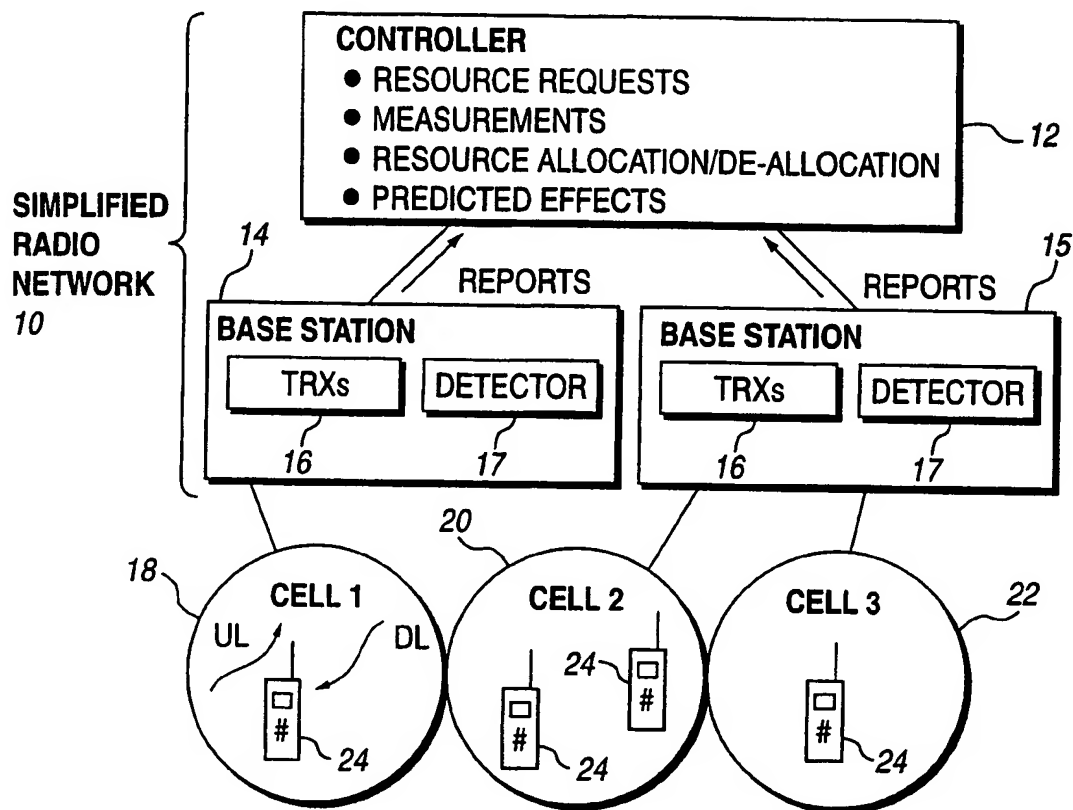 CONTROLLER
● RESOURCE REQUESTS
● MEASUREMENTS
● RESOURCE ALLOCATION/DE-ALLOCATION
● PREDICTED EFFECTS
12
SIMPLIFIED
RADIO
NETWORK
10
14
REPORTS
REPORTS
15
BASE STATION
TRXs
DETECTOR
16
17
BASE STATION
TRXs
DETECTOR
16
17
18
CELL 1
UL
DL
#
24
20
CELL 2
24
#
#
24
CELL 3
22
#
24